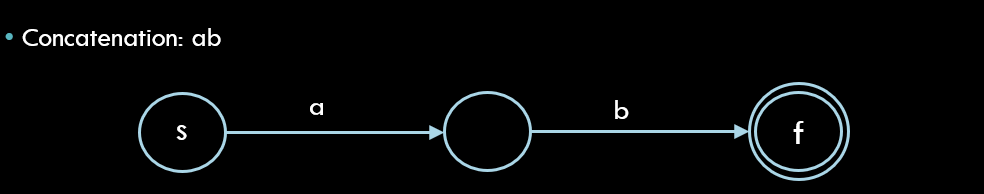 • Concatenation: ab
a
b
s
f